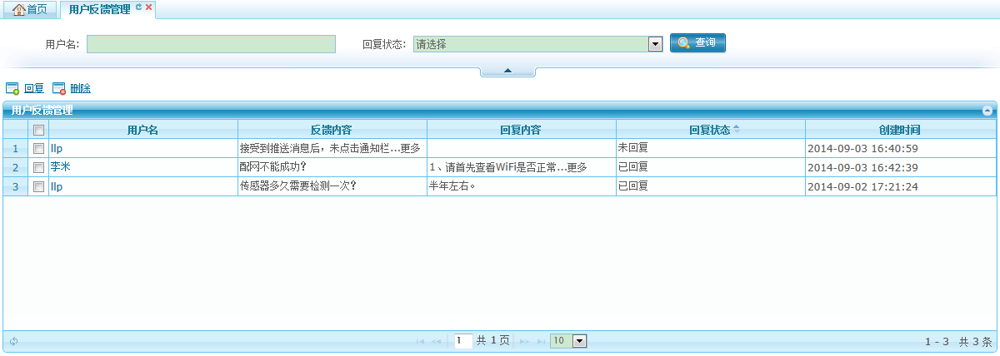 首页 用户反馈管理
用户名: 回复状态: 请选择 查询
回复 删除
用户反馈管理
用户名 反馈内容 回复内容 回复状态 创建时间
1 llp 接受到推送消息后，未点击通知栏...更多 未回复 2014-09-03 16:40:59
2 李米 配网不能成功？ 1、请首先查看WiFi是否正常...更多 已回复 2014-09-03 16:42:39
3 llp 传感器多久需要检测一次？ 半年左右。 已回复 2014-09-02 17:21:24
1 共 1 页 10 1 - 3 共 3 条